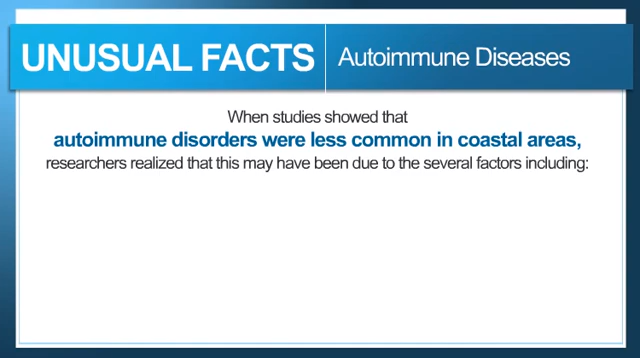 UNUSUAL FACTS
Autoimmune Diseases
When studies showed that
autoimmune disorders were less common in coastal areas,
researchers realized that this may have been due to the several factors including: